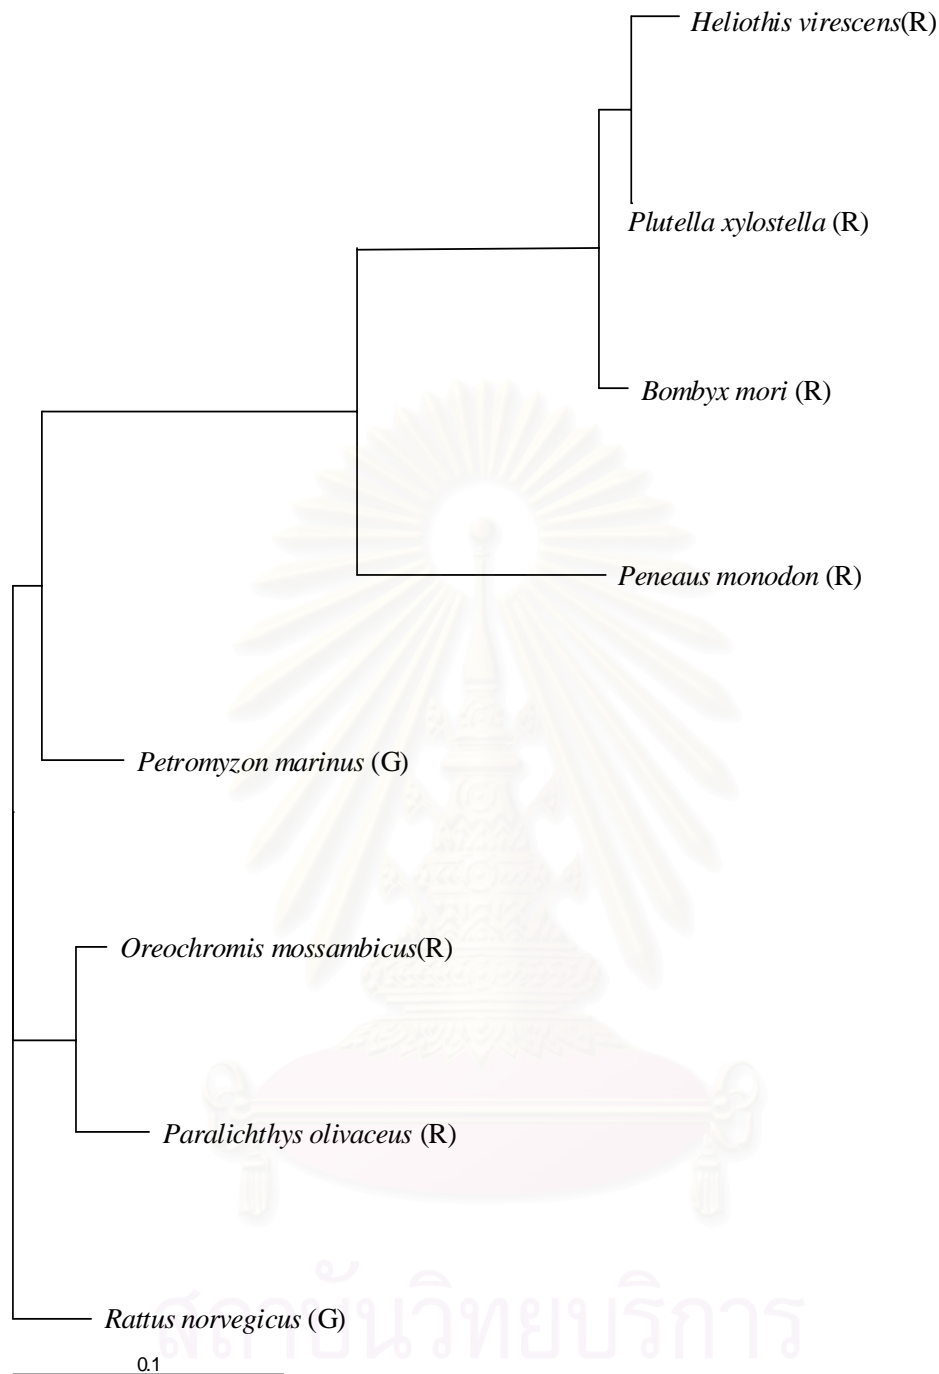 Heliothis virescens(R)
Plutella xylostella (R)
Bombyx mori (R)
Peneaus monodon (R)
Petromyzon marinus (G)
Oreochromis mossambicus(R)
Paralichthys olivaceus (R)
Rattus norvegicus (G)
สถาบันวิทยบริการ
0.1